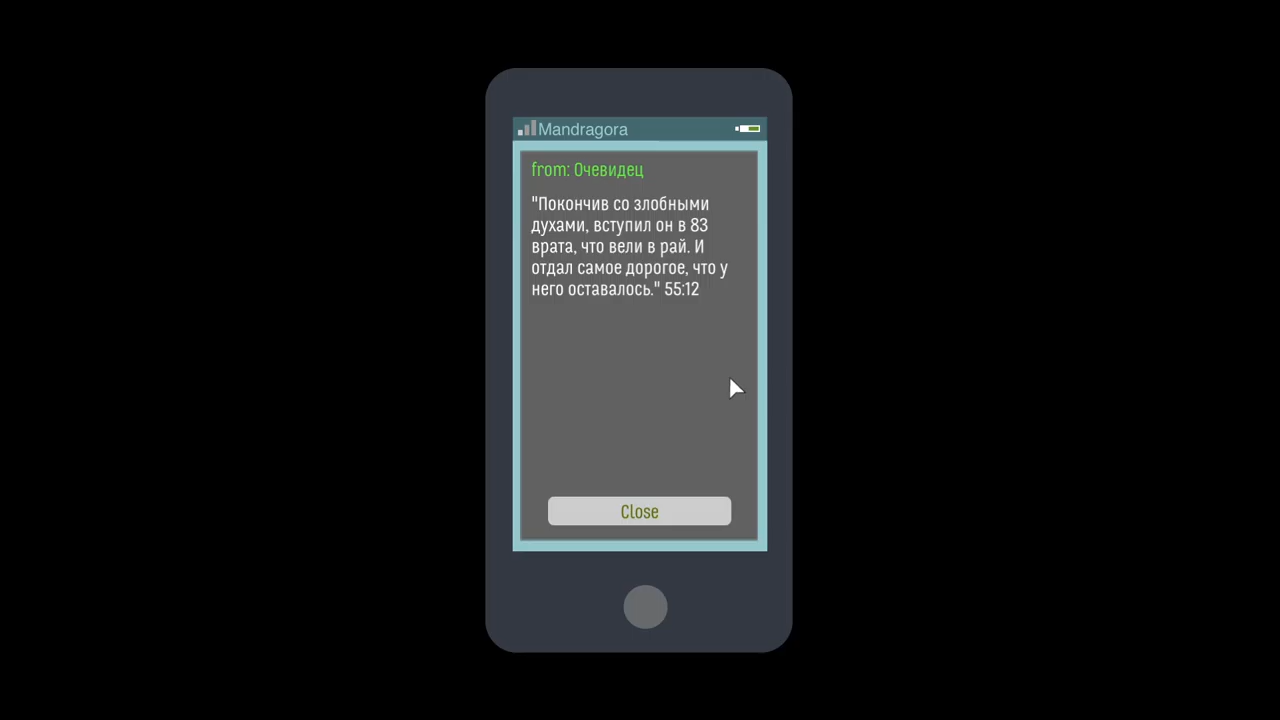 Mandragora
from: Очевидец
"Покончив со злобными
духами, вступил он в 83
врата, что вели в рай. И
отдал самое дорогое, что у
него оставалось." 55:12
Close